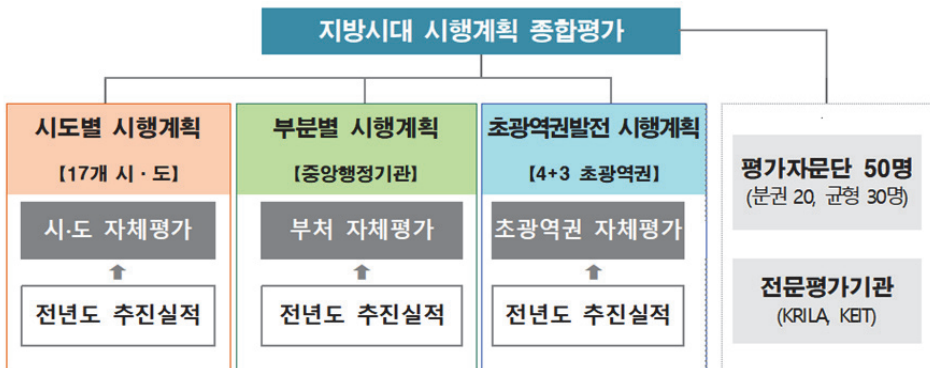 지방시대 시행계획 종합평가
시도별 시행계획
【17개 시 · 도】
시·도 자체평가
전년도 추진실적
부분별 시행계획
【중앙행정기관】
부처 자체평가
전년도 추진실적
초광역권발전 시행계획
【4+3 초광역권】
초광역권 자체평가
전년도 추진실적
평가자문단 50명
(분권 20, 균형 30명)
전문평가기관
(KRILA, KEIT)